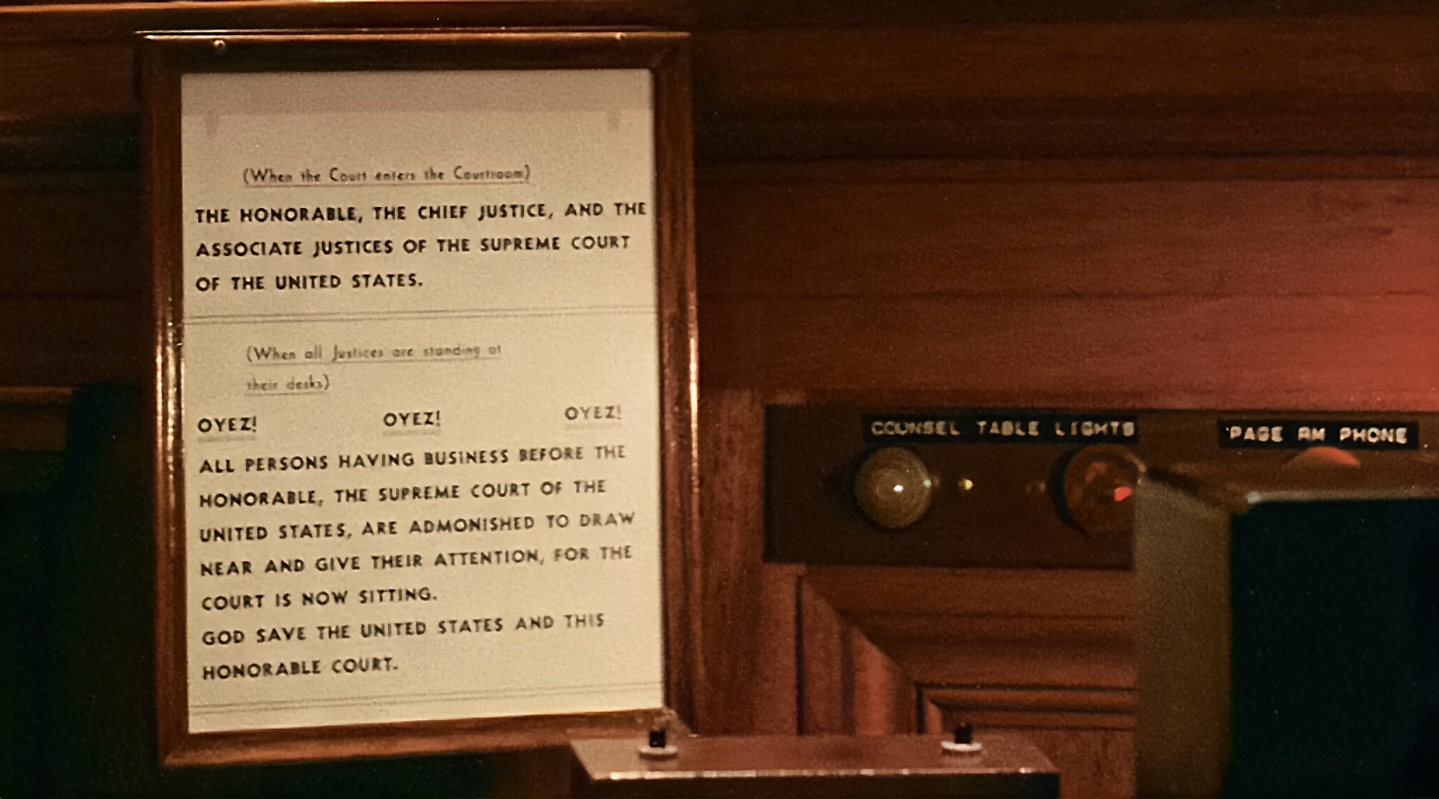 (When the Court enters the Courtroom)
THE HONORABLE, THE CHIEF JUSTICE, AND THE
ASSOCIATE JUSTICES OF THE SUPREME COURT
OF THE UNITED STATES.
(When all Justices are standing at
their desks)
OYEZ! OYEZ! OYEZ!
ALL PERSONS HAVING BUSINESS BEFORE THE
HONORABLE, THE SUPREME COURT OF THE
UNITED STATES, ARE ADMONISHED TO DRAW
NEAR AND GIVE THEIR ATTENTION, FOR THE
COURT IS NOW SITTING.
GOD SAVE THE UNITED STATES AND THIS
HONORABLE COURT.
COUNSEL TABLE LIGHTS
PAGE RM PHONE